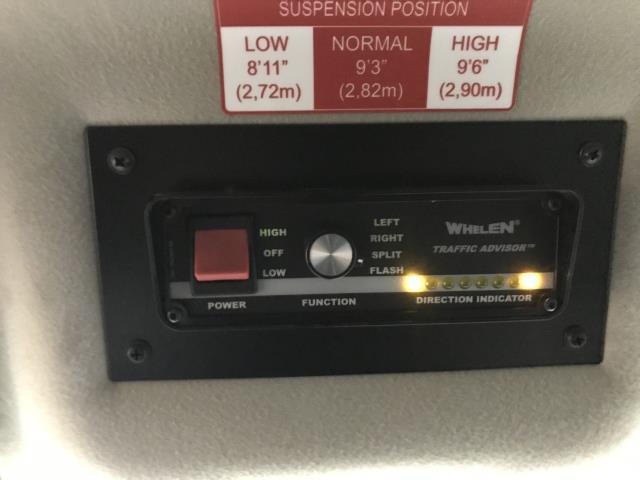 SUSPENSION POSITION
LOW NORMAL HIGH
8'11" 9'3" 9'6"
(2,72m) (2,82m) (2,90m)
HIGH
OFF
LOW
POWER
FUNCTION
LEFT
RIGHT
SPLIT
FLASH
WHELEN®
TRAFFIC ADVISOR™
DIRECTION INDICATOR